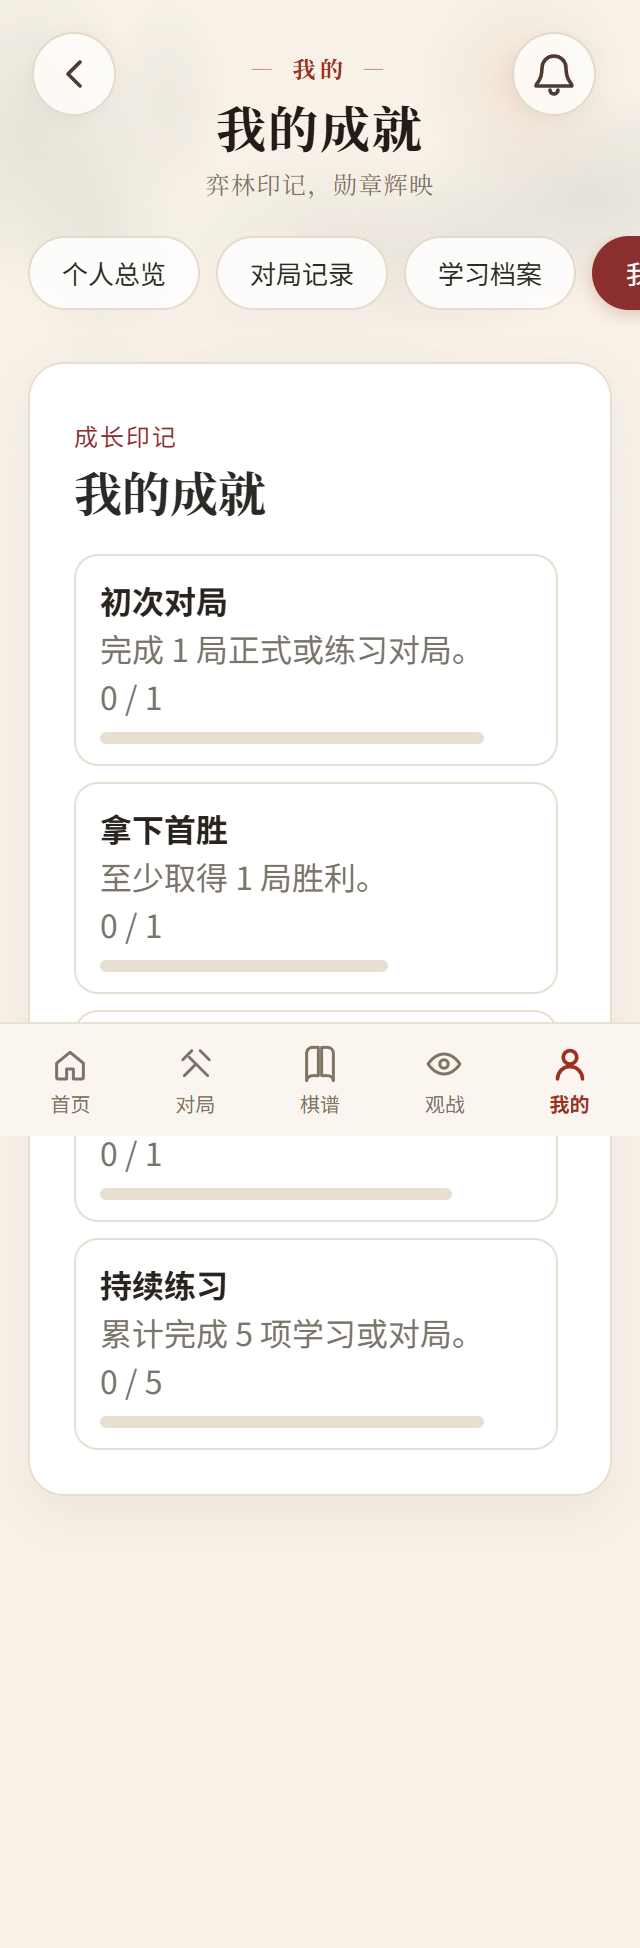 — 我的 —
我的成就
弈林印记，勋章辉映
个人总览
对局记录
学习档案
成长印记
我的成就
初次对局
完成 1 局正式或练习对局。
0 / 1
拿下首胜
至少取得 1 局胜利。
0 / 1
首页
对局
棋谱
观战
我的
0 / 1
持续练习
累计完成 5 项学习或对局。
0 / 5